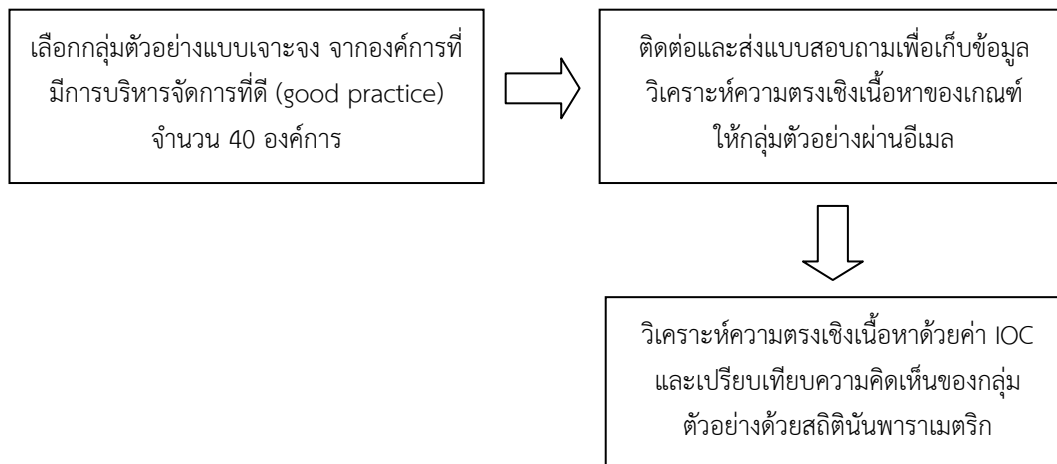 เลือกกลุ่มตัวอย่างแบบเจาะจง จากองค์การที่
มีการบริหารจัดการที่ดี (good practice)
จำนวน 40 องค์การ
ติดต่อและส่งแบบสอบถามเพื่อเก็บข้อมูล
วิเคราะห์ความตรงเชิงเนื้อหาของเกณฑ์
ให้กลุ่มตัวอย่างผ่านอีเมล
วิเคราะห์ความตรงเชิงเนื้อหาด้วยค่า IOC
และเปรียบเทียบความคิดเห็นของกลุ่ม
ตัวอย่างด้วยสถิตินันพาราเมตริก